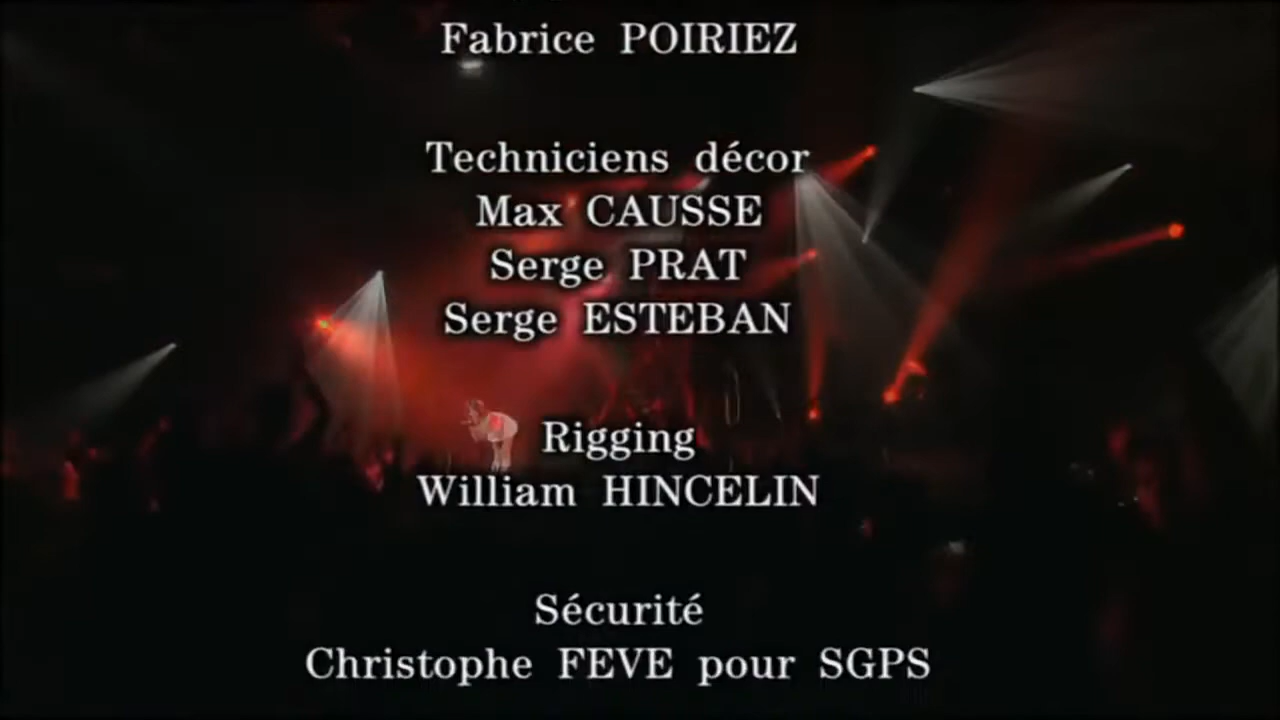 Fabrice POIRIEZ
Techniciens décor
Max CAUSSE
Serge PRAT
Serge ESTEBAN
Rigging
William HINCELIN
Sécurité
Christophe FEVE pour SGPS